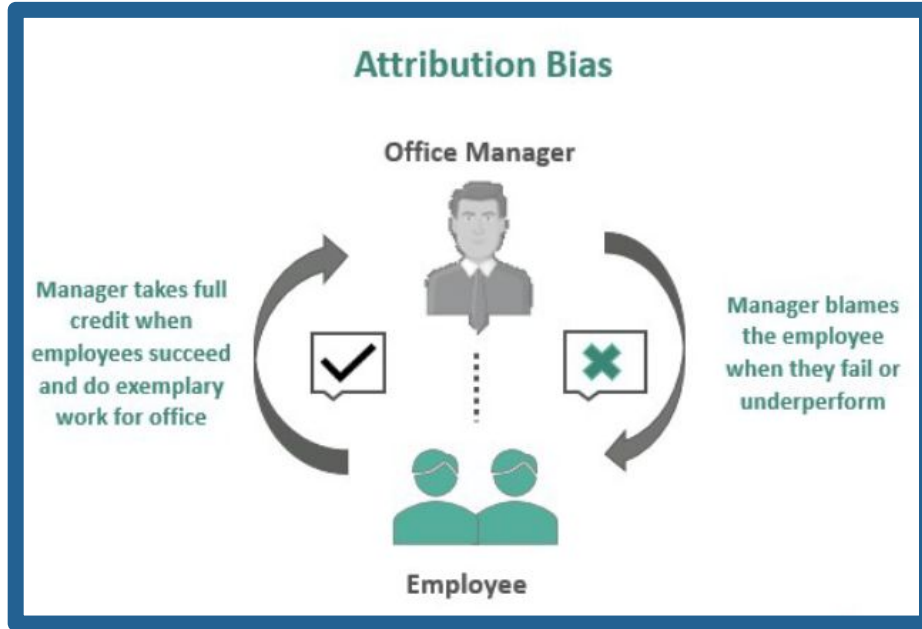 Attribution Bias
Office Manager
Manager takes full
credit when
employees succeed
and do exemplary
work for office
Manager blames
the employee
when they fail or
underperform
Employee